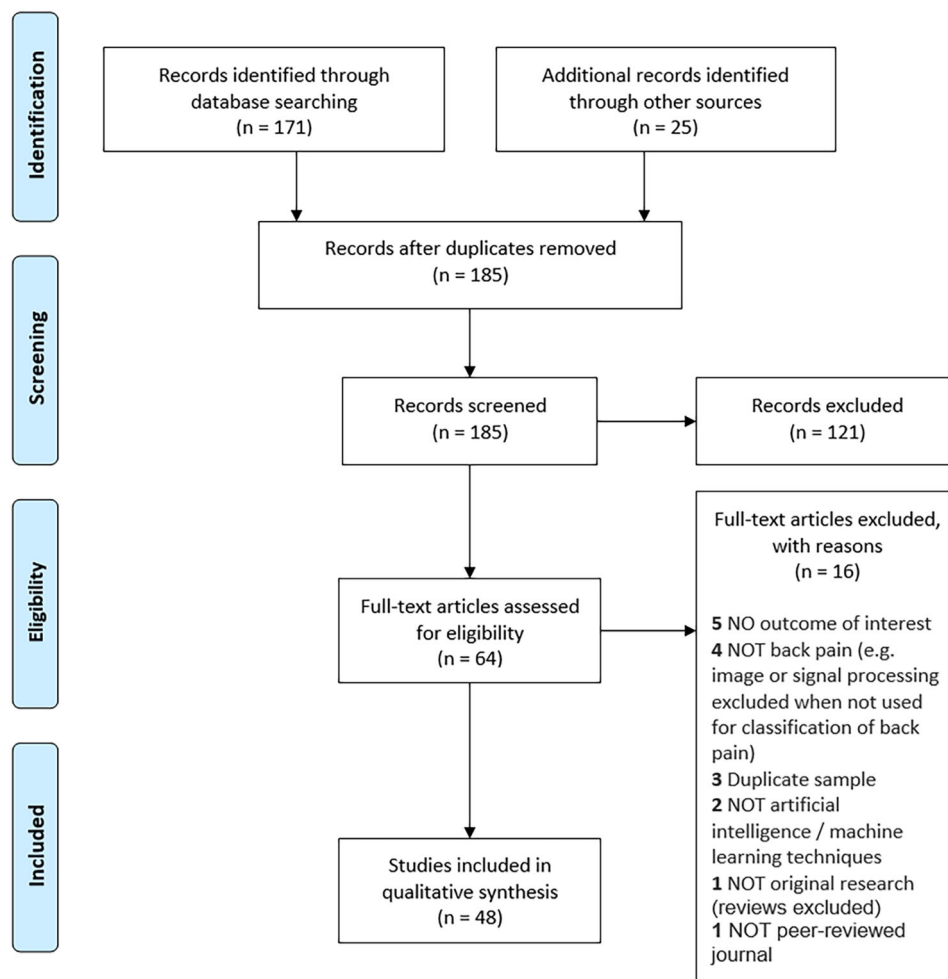 Identification
Records identified through
database searching
(n = 171)
Additional records identified
through other sources
(n = 25)
Records after duplicates removed
(n = 185)
Screening
Records screened
(n = 185)
Records excluded
(n = 121)
Eligibility
Full-text articles assessed
for eligibility
(n = 64)
Full-text articles excluded,
with reasons
(n = 16)
5 NO outcome of interest
4 NOT back pain (e.g.
image or signal processing
excluded when not used
for classification of back
pain)
3 Duplicate sample
2 NOT artificial
intelligence / machine
learning techniques
1 NOT original research
(reviews excluded)
1 NOT peer-reviewed
journal
Included
Studies included in
qualitative synthesis
(n = 48)